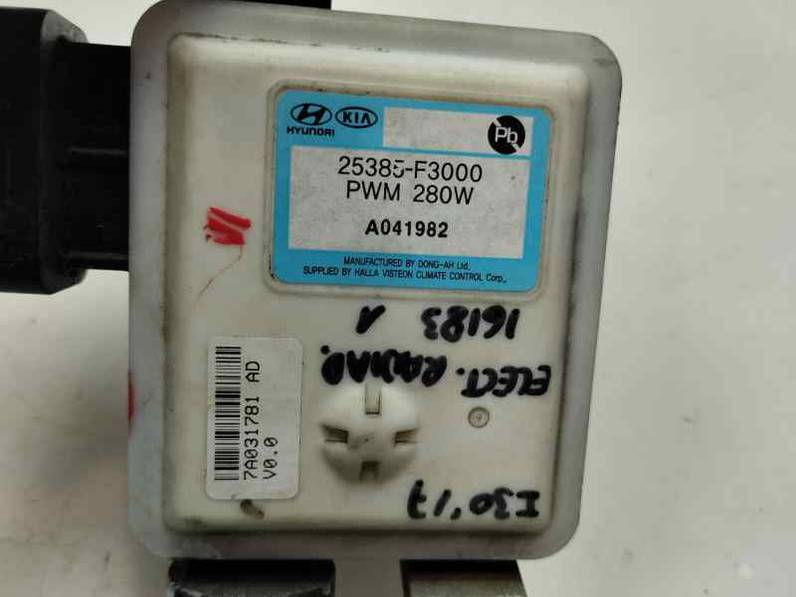 HYUNDAI KIA Pb
25385-F3000
PWM 280W
A041982
MANUFACTURED BY DONG-AH Ltd.
SUPPLIED BY HALLA VISTEON CLIMATE CONTROL Corp.
16183
1
ELECT. RADIAD.
I30'17
7A031781 AD
V0.0